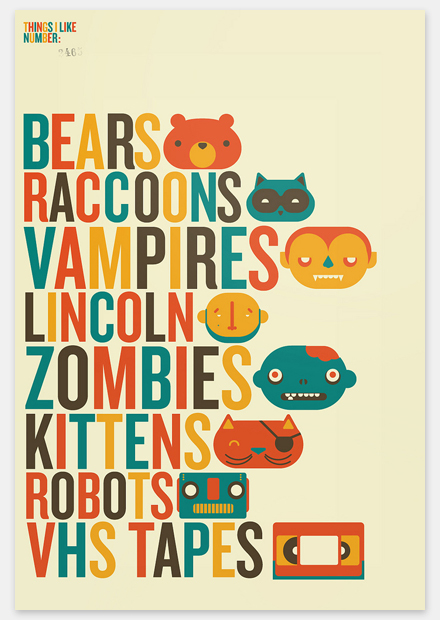 THINGS I LIKE
NUMBER:
BEARS
RACCOONS
VAMPIRES
LINCOLN
ZOMBIES
KITTENS
ROBOTS
VHS TAPES